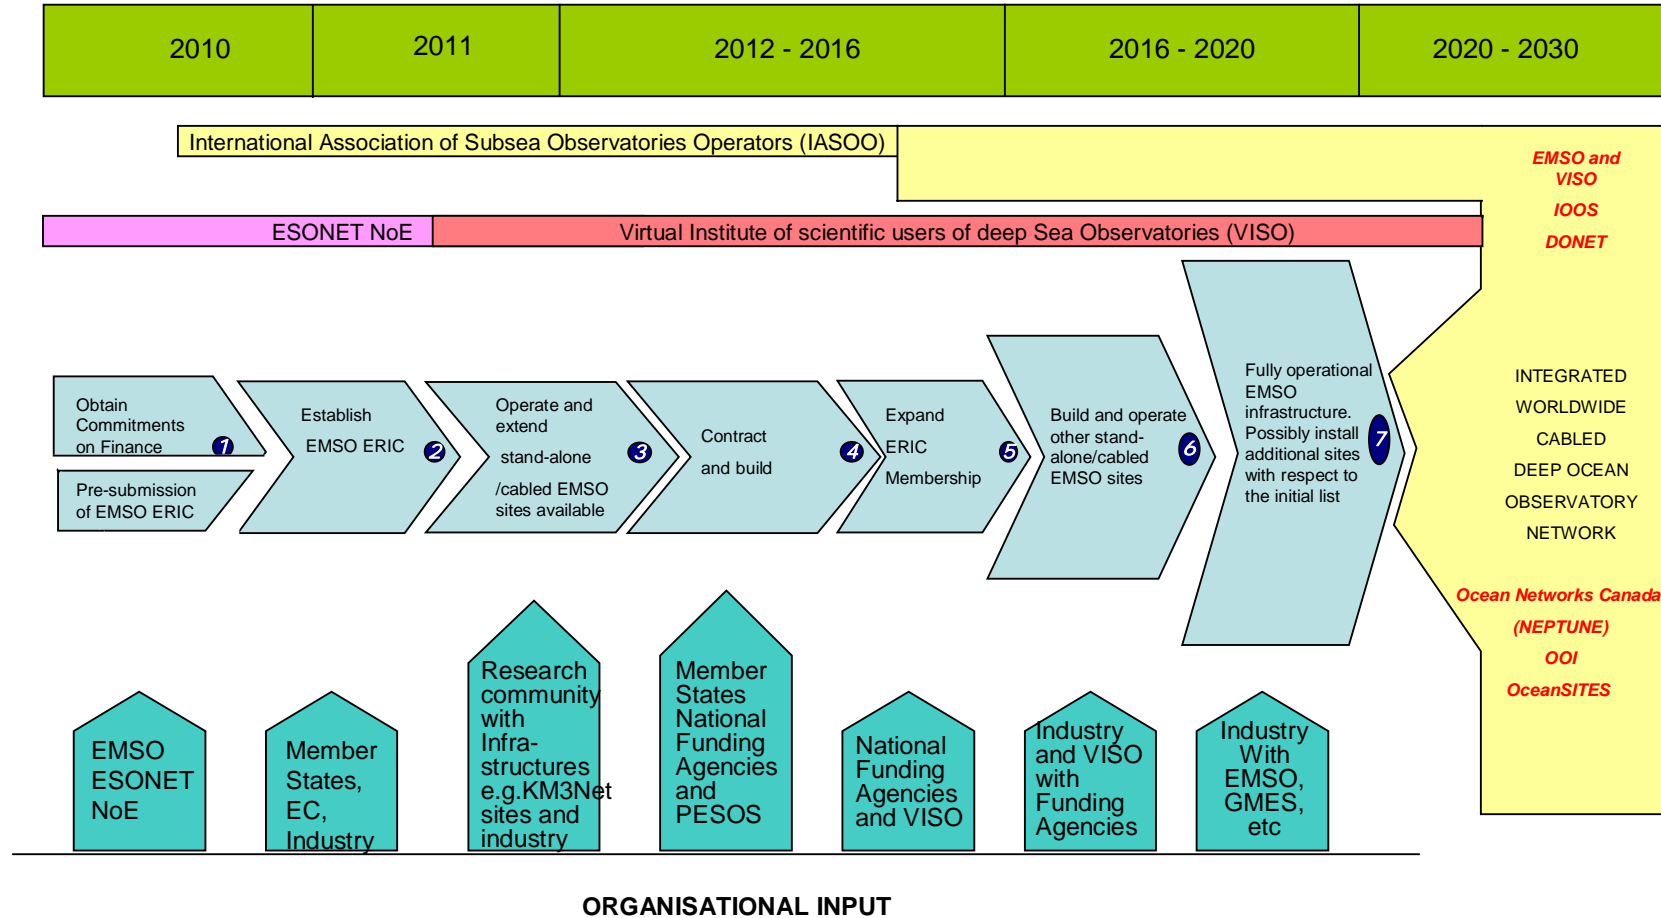 2010
2011
2012 - 2016
2016 - 2020
2020 - 2030
International Association of Subsea Observatories Operators (IASOO)
EMSO and
VISO
IOOS
DONET
ESONET NoE
Virtual Institute of scientific users of deep Sea Observatories (VISO)
Obtain
Commitments
on Finance
1
Pre-submission
of EMSO ERIC
Establish
EMSO ERIC
2
Operate and
extend
stand-alone
/cabled EMSO
sites available
3
Contract
and build
4
Expand
ERIC
Membership
5
Build and operate
other stand-
alone/cabled
EMSO sites
6
Fully operational
EMSO
infrastructure.
Possibly install
additional sites
with respect to
the initial list
7
INTEGRATED
WORLDWIDE
CABLED
DEEP OCEAN
OBSERVATORY
NETWORK
Ocean Networks Canada
(NEPTUNE)
OOI
OceanSITES
EMSO
ESONET
NoE
Member
States,
EC,
Industry
Research
community
with
Infra-
structures
e.g.KM3Net
sites and
industry
Member
States
National
Funding
Agencies
and
PESOS
National
Funding
Agencies
and VISO
Industry
and VISO
with
Funding
Agencies
Industry
With
EMSO,
GMES,
etc
ORGANISATIONAL INPUT